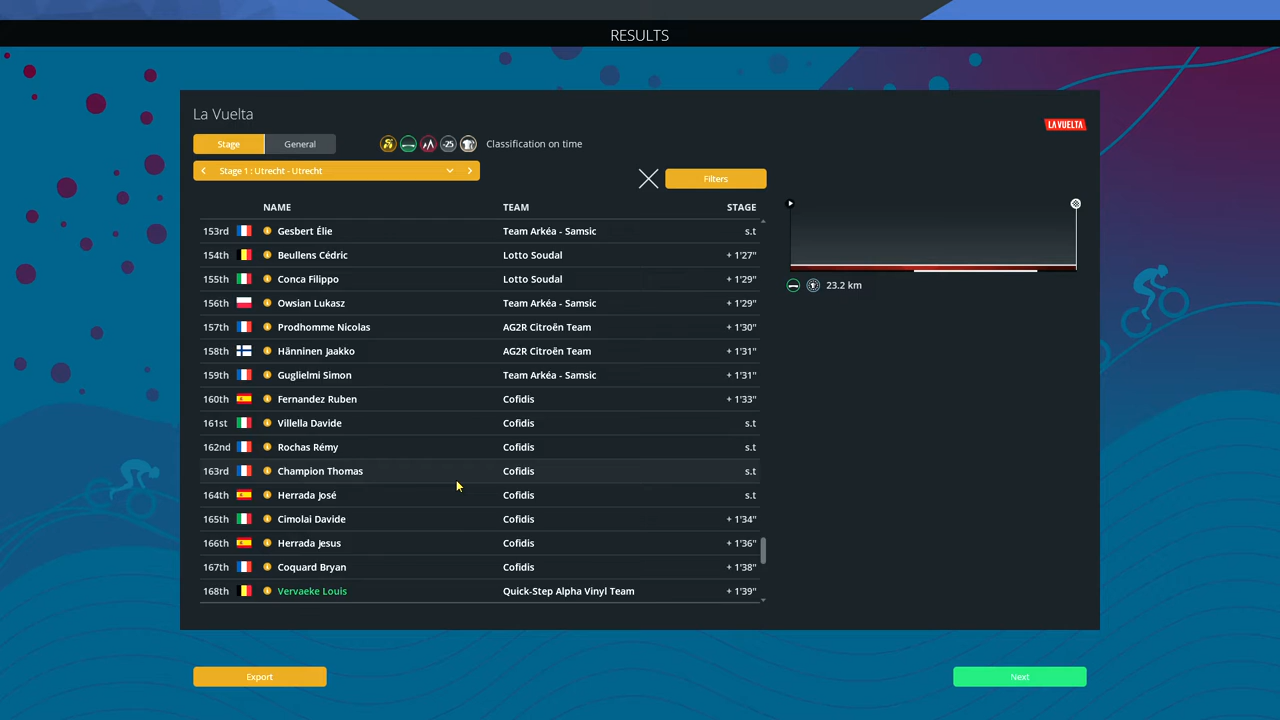 RESULTS
La Vuelta
LA VUELTA
Stage General -25 Classification on time
Stage 1 : Utrecht - Utrecht
Filters
NAME TEAM STAGE
153rd Gesbert Élie Team Arkéa - Samsic s.t
154th Beullens Cédric Lotto Soudal + 1'27"
155th Conca Filippo Lotto Soudal + 1'29"
156th Owsian Lukasz Team Arkéa - Samsic + 1'29"
157th Prodhomme Nicolas AG2R Citroën Team + 1'30"
158th Hänninen Jaakko AG2R Citroën Team + 1'31"
159th Guglielmi Simon Team Arkéa - Samsic + 1'31"
160th Fernandez Ruben Cofidis + 1'33"
161st Villella Davide Cofidis s.t
162nd Rochas Rémy Cofidis s.t
163rd Champion Thomas Cofidis s.t
164th Herrada José Cofidis s.t
165th Cimolai Davide Cofidis + 1'34"
166th Herrada Jesus Cofidis + 1'36"
167th Coquard Bryan Cofidis + 1'38"
168th Vervaeke Louis Quick-Step Alpha Vinyl Team + 1'39"
23.2 km
Export
Next